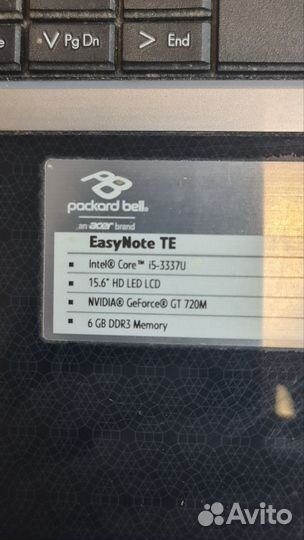 e
Pg Dn
> End
packard bell®
an acer brand
EasyNote TE
Intel® Core™ i5-3337U
15.6" HD LED LCD
NVIDIA® GeForce® GT 720M
6 GB DDR3 Memory
Avito